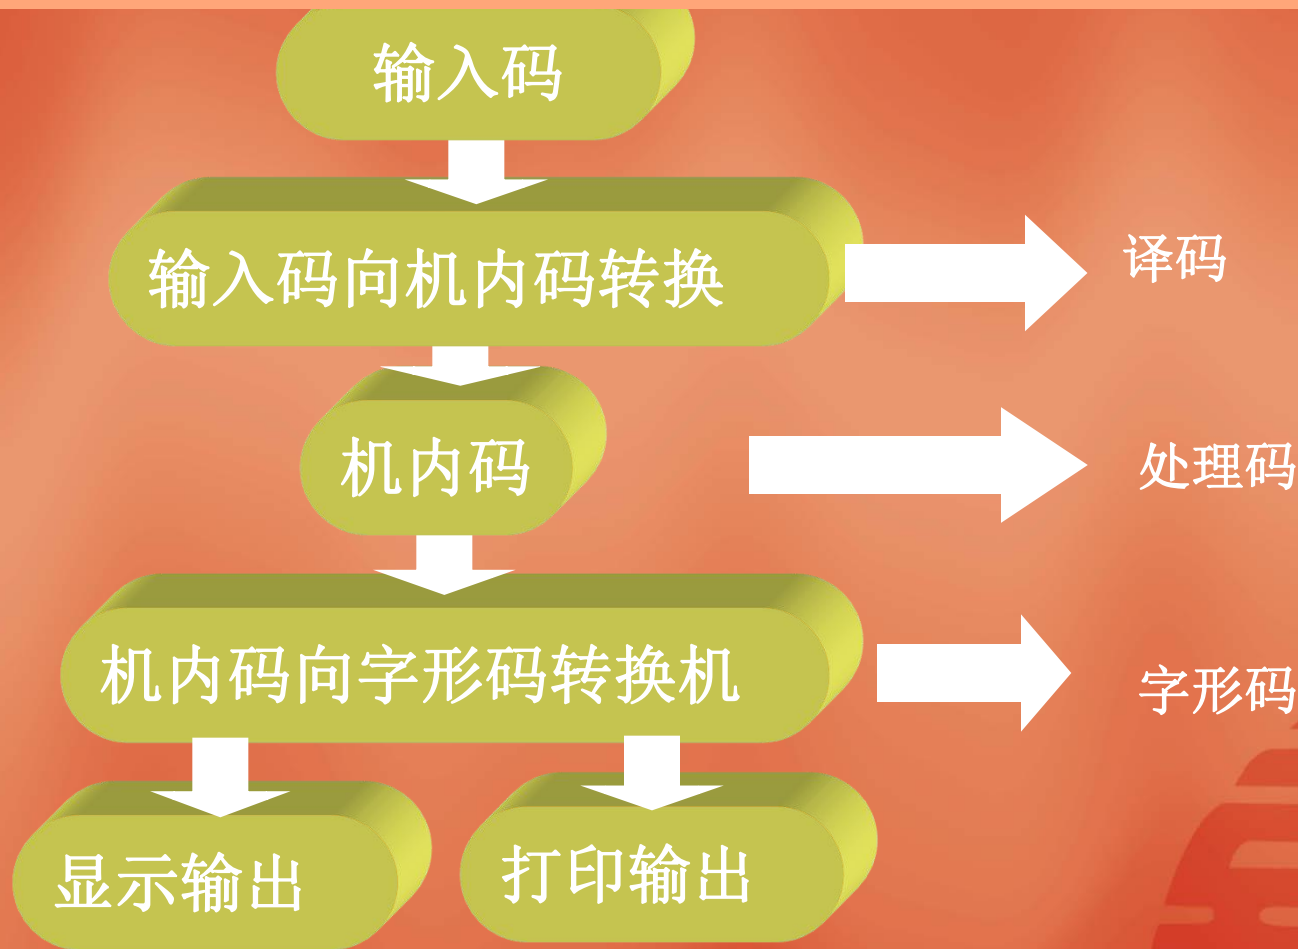 输入码
输入码向机内码转换
译码
机内码
处理码
机内码向字形码转换机
字形码
显示输出
打印输出